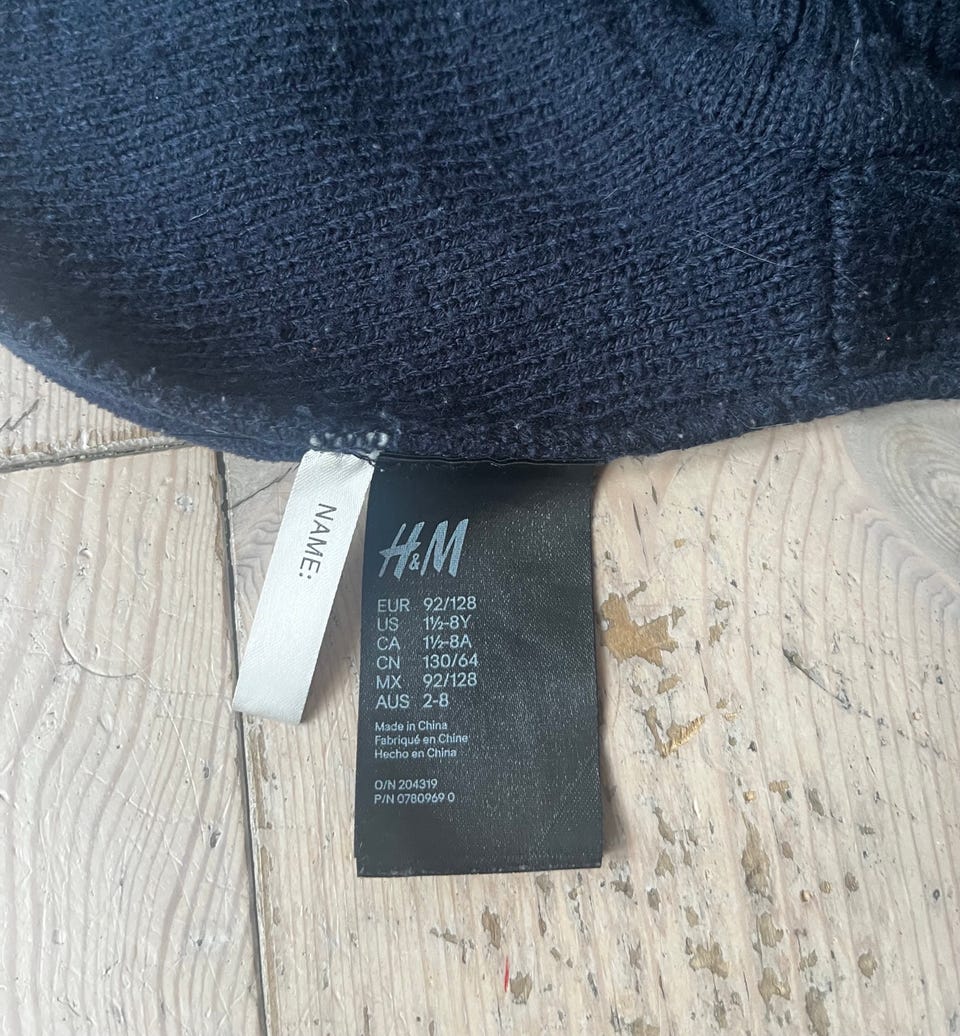 NAME:
H&M
EUR 92/128
US 1½-8Y
CA 1½-8A
CN 130/64
MX 92/128
AUS 2-8
Made in China
Fabriqué en Chine
Hecho en China
O/N 204319
P/N 0780969 0